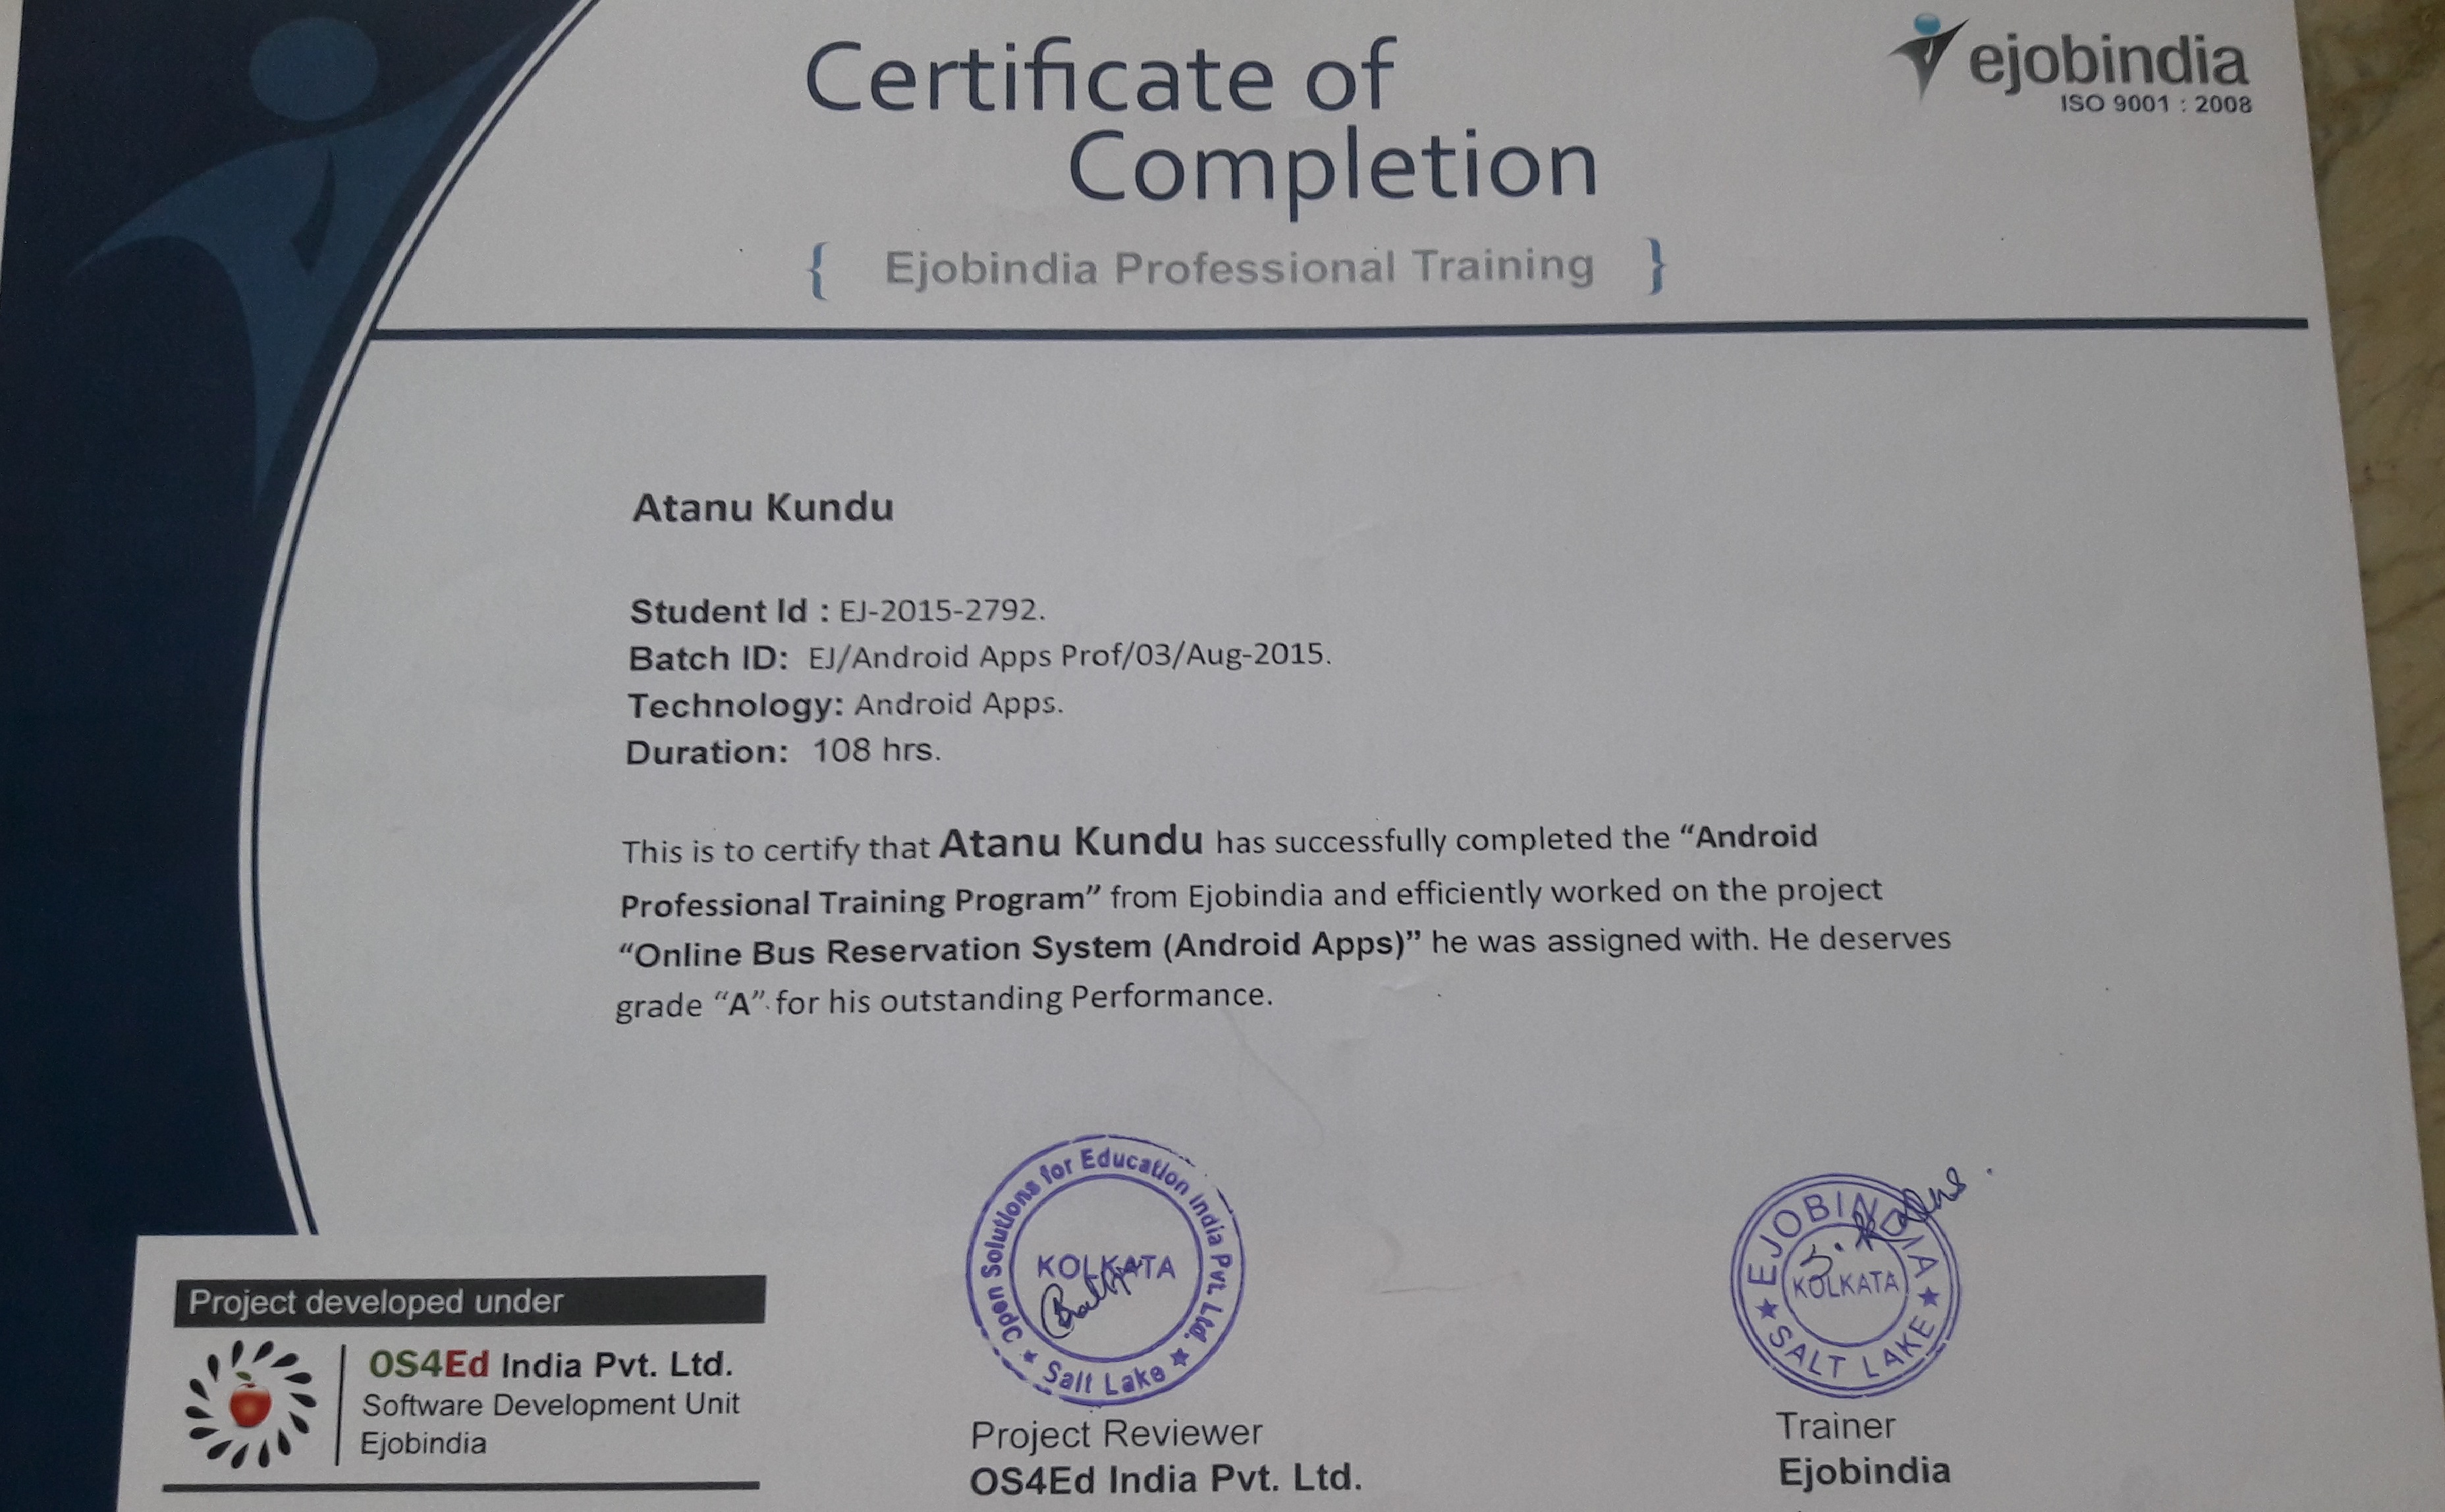 Certificate of
Completion
ejobindia
ISO 9001 : 2008
{ Ejobindia Professional Training }
Atanu Kundu
Student Id : EJ-2015-2792.
Batch ID: EJ/Android Apps Prof/03/Aug-2015.
Technology: Android Apps.
Duration: 108 hrs.
This is to certify that Atanu Kundu has successfully completed the “Android
Professional Training Program” from Ejobindia and efficiently worked on the project
“Online Bus Reservation System (Android Apps)” he was assigned with. He deserves
grade “A” for his outstanding Performance.
Project developed under
OS4Ed India Pvt. Ltd.
Software Development Unit
Ejobindia
Open Solutions for Education India Pvt. Ltd.
KOLKATA
★ Salt Lake ★
Project Reviewer
OS4Ed India Pvt. Ltd.
EJOBINDIA
KOLKATA
★ SALT LAKE ★
Trainer
Ejobindia